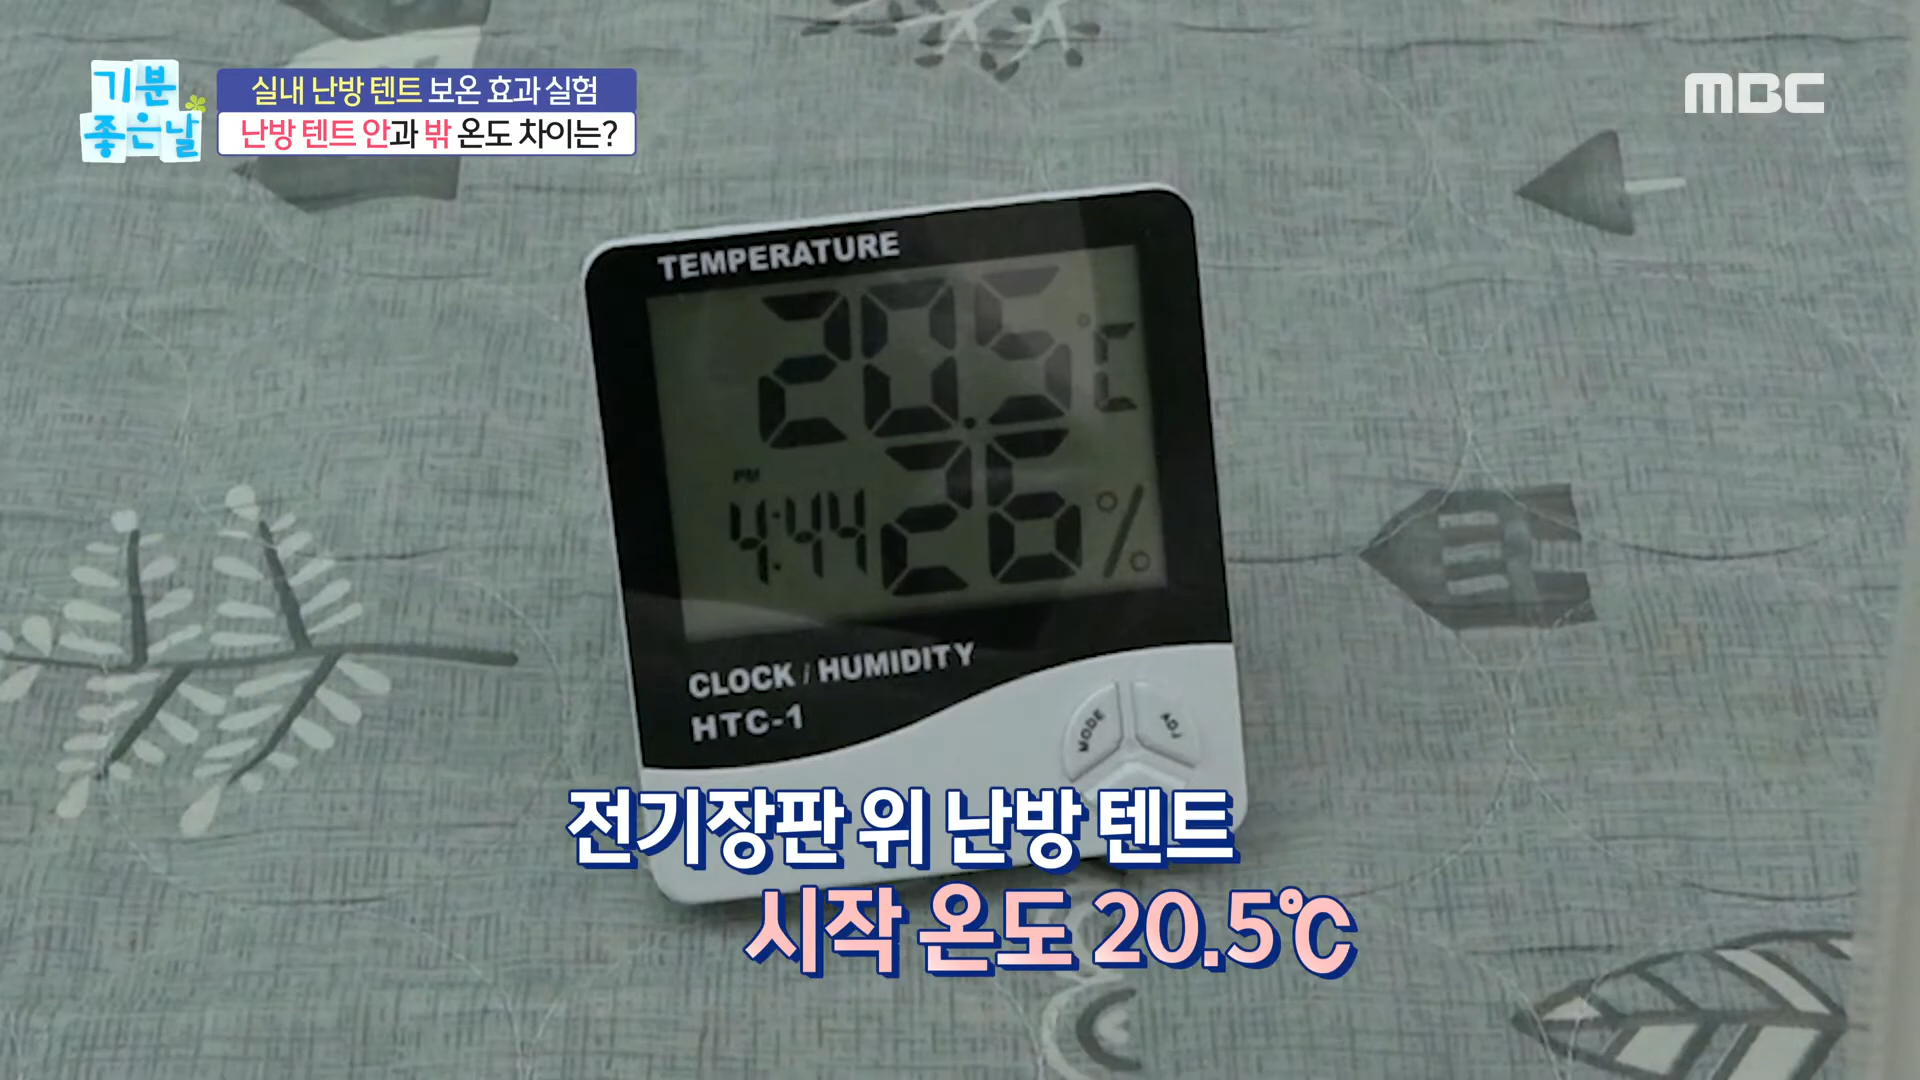 기분
좋은날
실내 난방 텐트 보온 효과 실험
난방 텐트 안과 밖 온도 차이는?
MBC
TEMPERATURE
20.5°C
PM
4:44
26%
CLOCK / HUMIDITY
HTC-1
MODE
ADJ
전기장판 위 난방 텐트
시작 온도 20.5℃